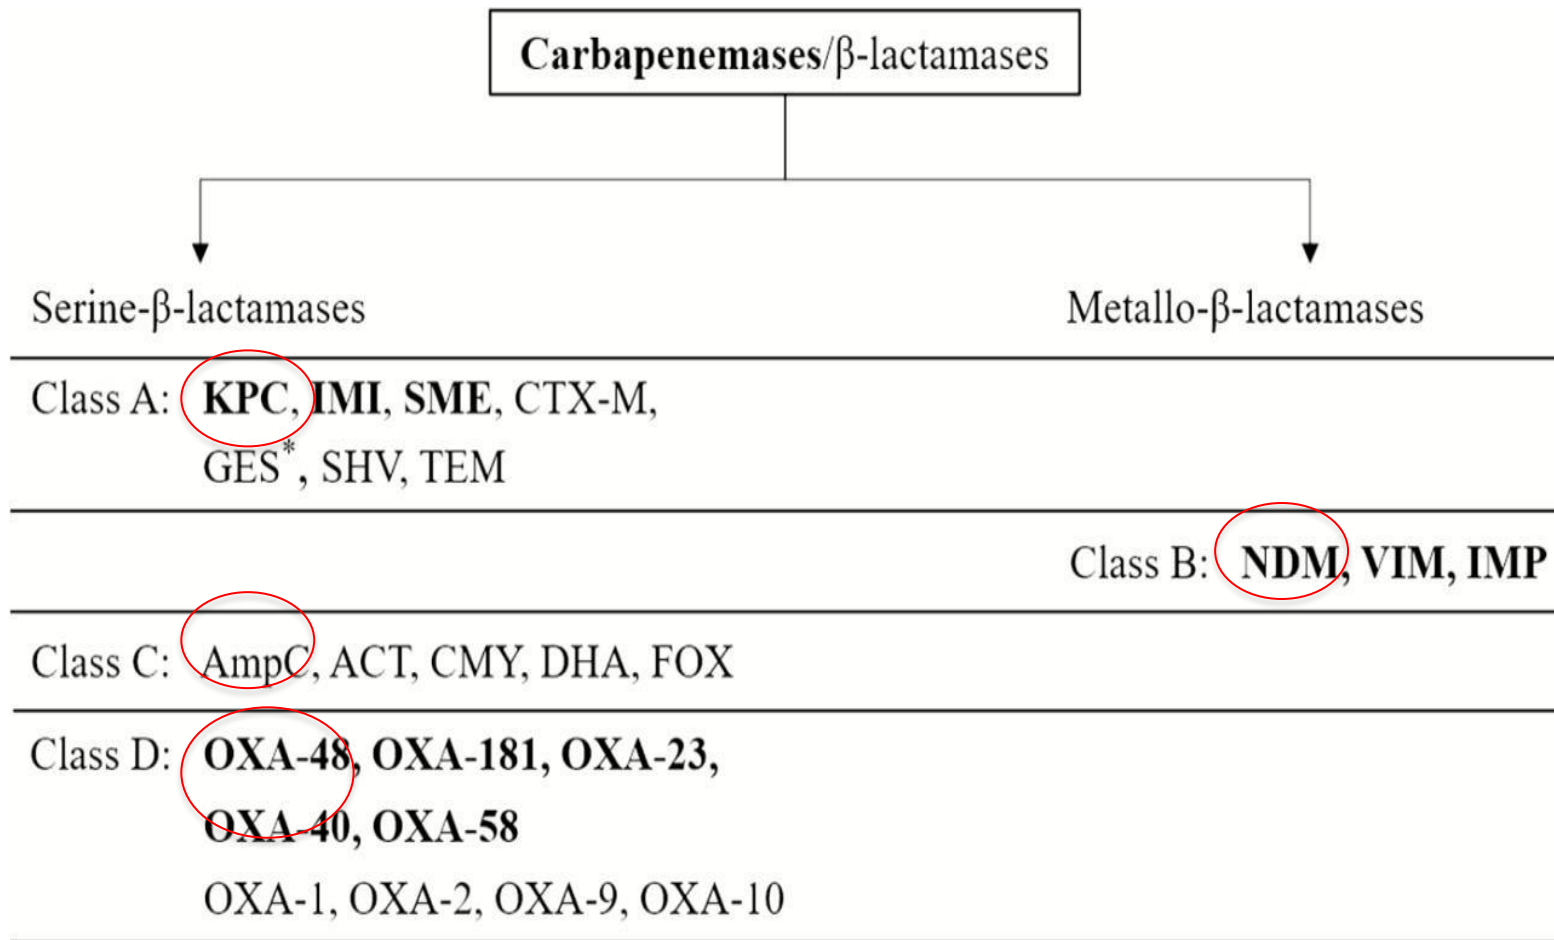 Carbapenemases/β-lactamases
Serine-β-lactamases
Metallo-β-lactamases
Class A: KPC, IMI, SME, CTX-M,
GES*, SHV, TEM
Class B: NDM, VIM, IMP
Class C: AmpC, ACT, CMY, DHA, FOX
Class D: OXA-48, OXA-181, OXA-23,
OXA-40, OXA-58
OXA-1, OXA-2, OXA-9, OXA-10